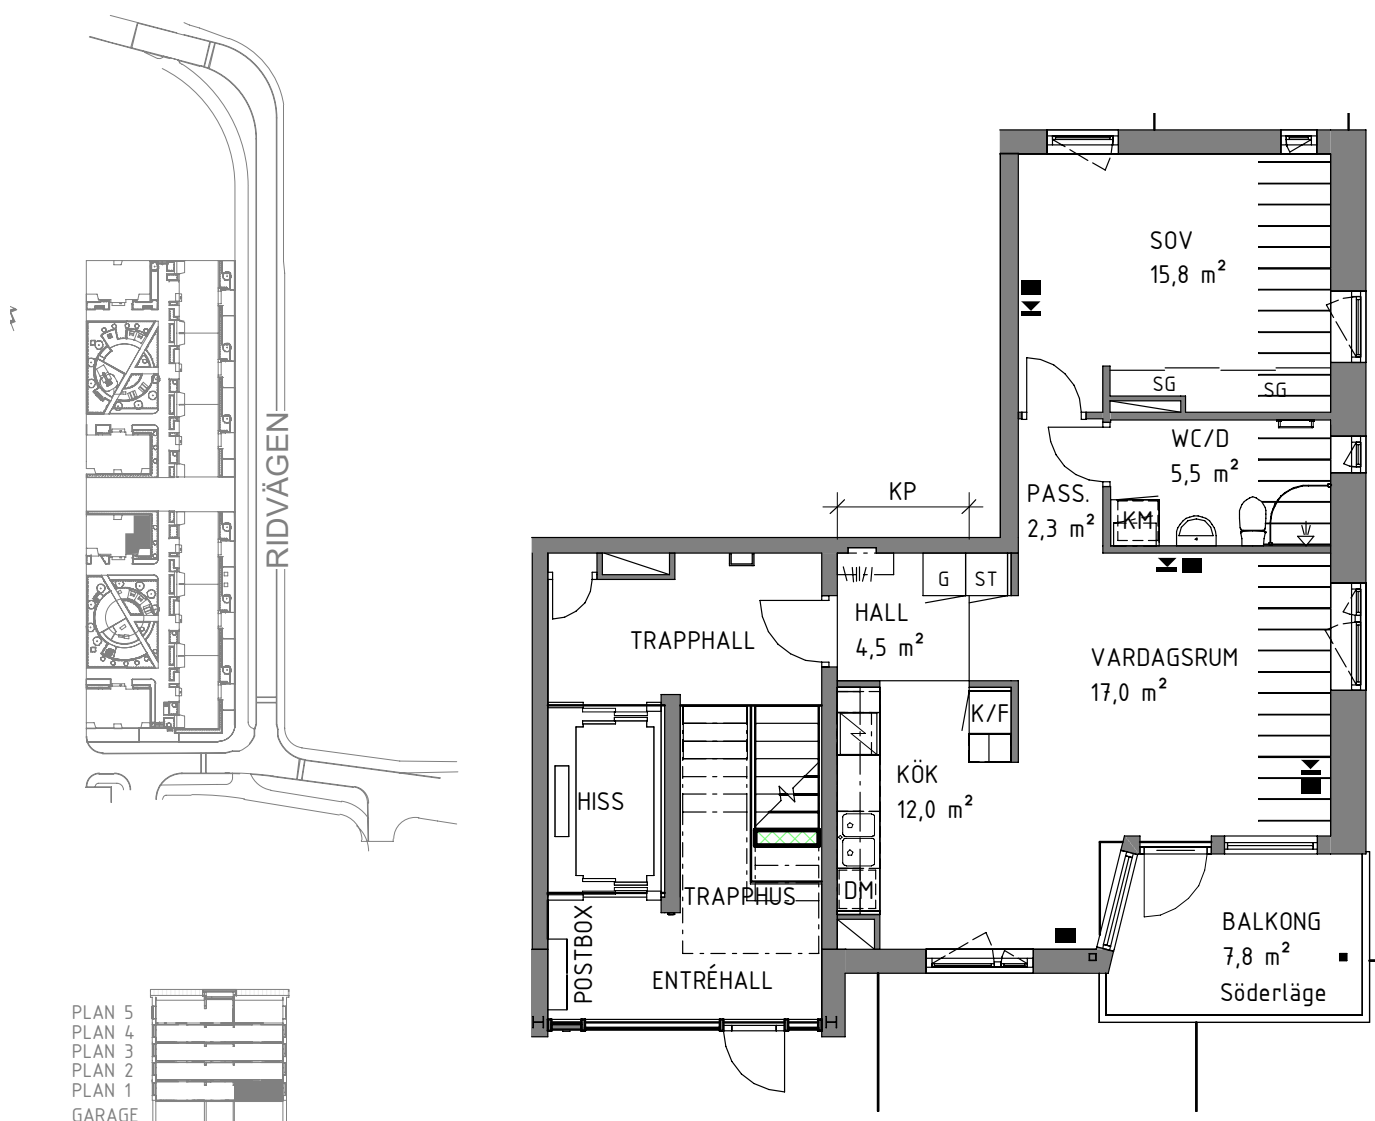 RIDVÄGEN
PLAN 5
PLAN 4
PLAN 3
PLAN 2
PLAN 1
GARAGE
SOV
15,8 m²
SG
SG
WC/D
5,5 m²
KP
PASS.
2,3 m²
KM
G
ST
HALL
4,5 m²
TRAPPHALL
VARDAGSRUM
17,0 m²
K/F
KÖK
12,0 m²
HISS
DM
TRAPPHUS
POSTBOX
ENTRÉHALL
BALKONG
7,8 m²
Söderläge